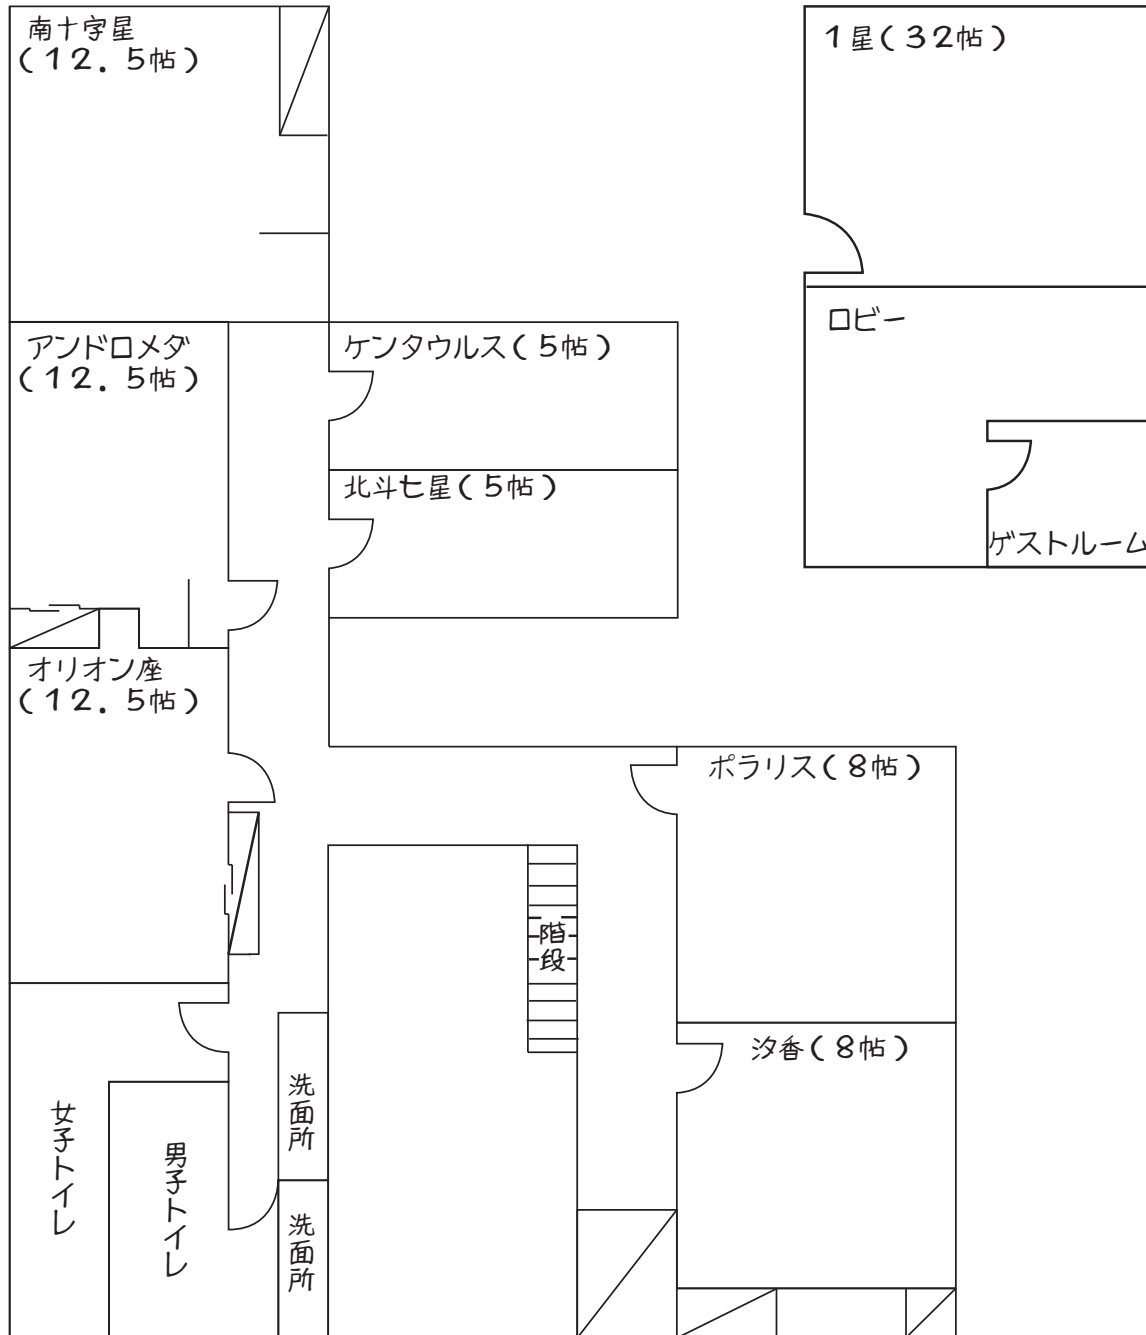 南十字星
(12.5帖)
1星(32帖)
ロビー
ゲストルーム
アンドロメダ
(12.5帖)
ケンタウルス(5帖)
北斗七星(5帖)
オリオン座
(12.5帖)
ポラリス(8帖)
階段
汐香(8帖)
洗面所
女子トイレ
男子トイレ
洗面所